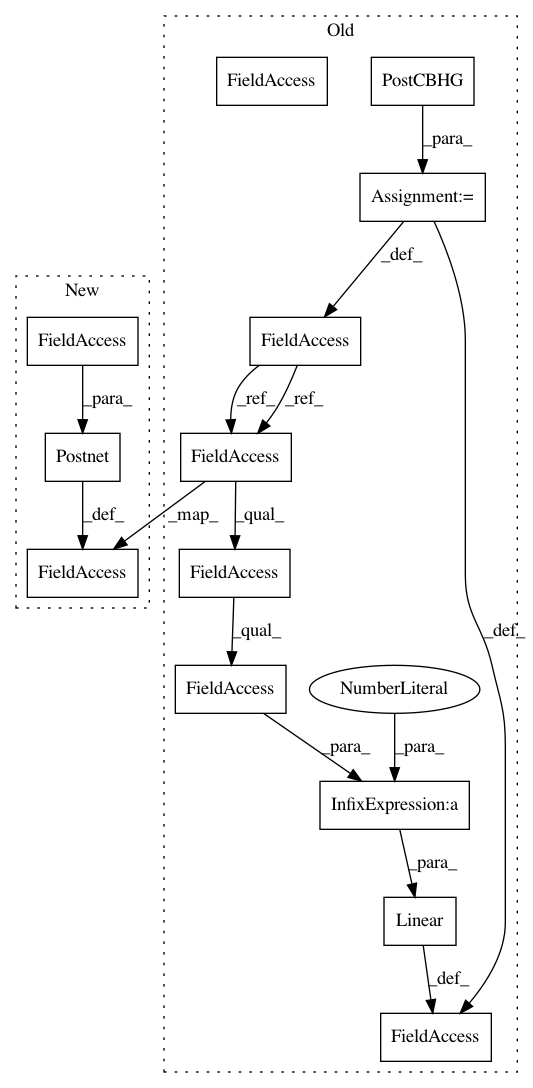 Old
FieldAccess
PostCBHG
_para_
Assignment:=
_def_
New
FieldAccess
FieldAccess
_para_
_ref_
_ref_
Postnet
FieldAccess
_def_
_map_
_qual_
FieldAccess
FieldAccess
_qual_
_def_
FieldAccess
NumberLiteral
_para_
_para_
InfixExpression:a
_para_
Linear
_def_
FieldAccess